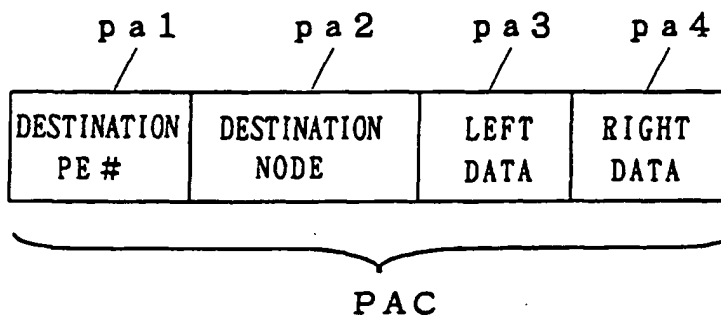 pa1 pa2 pa3 pa4
DESTINATION DESTINATION LEFT RIGHT
PE# NODE DATA DATA
PAC